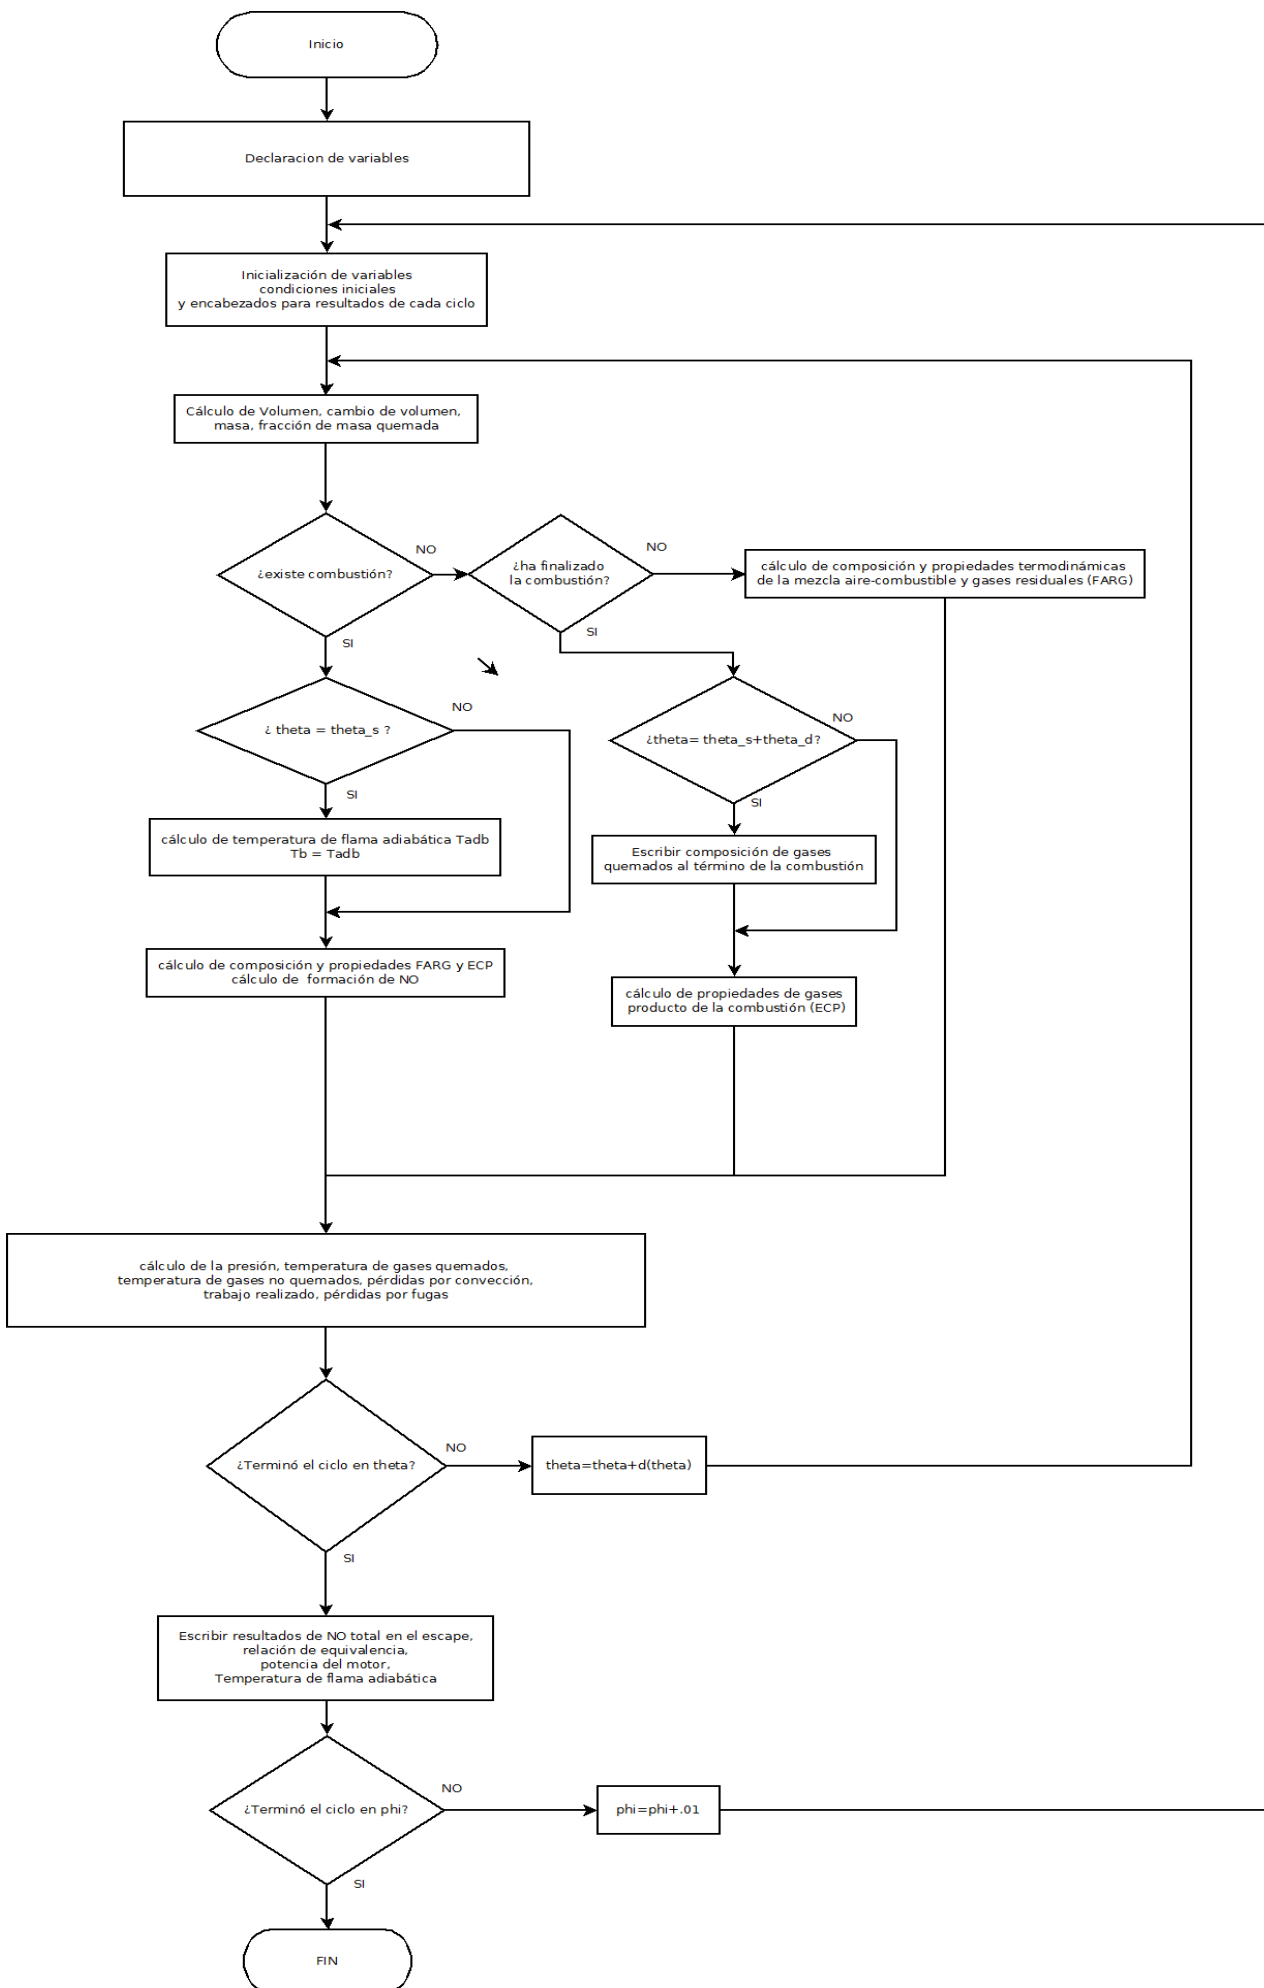 Inicio
Declaracion de variables
Inicialización de variables
condiciones iniciales
y encabezados para resultados de cada ciclo
Cálculo de Volumen, cambio de volumen,
masa, fracción de masa quemada
¿existe combustión?
NO
SI
¿ha finalizado
la combustión?
NO
SI
cálculo de composición y propiedades termodinámicas
de la mezcla aire-combustible y gases residuales (FARG)
¿ theta = theta_s ?
NO
SI
¿theta= theta_s+theta_d?
NO
SI
cálculo de temperatura de flama adiabática Tadb
Tb = Tadb
Escribir composición de gases
quemados al término de la combustión
cálculo de composición y propiedades FARG y ECP
cálculo de  formación de NO
cálculo de propiedades de gases
producto de la combustión (ECP)
cálculo de la presión, temperatura de gases quemados,
temperatura de gases no quemados, pérdidas por convección,
trabajo realizado, pérdidas por fugas
¿Terminó el ciclo en theta?
NO
SI
theta=theta+d(theta)
Escribir resultados de NO total en el escape,
relación de equivalencia,
potencia del motor,
Temperatura de flama adiabática
¿Terminó el ciclo en phi?
NO
SI
phi=phi+.01
FIN